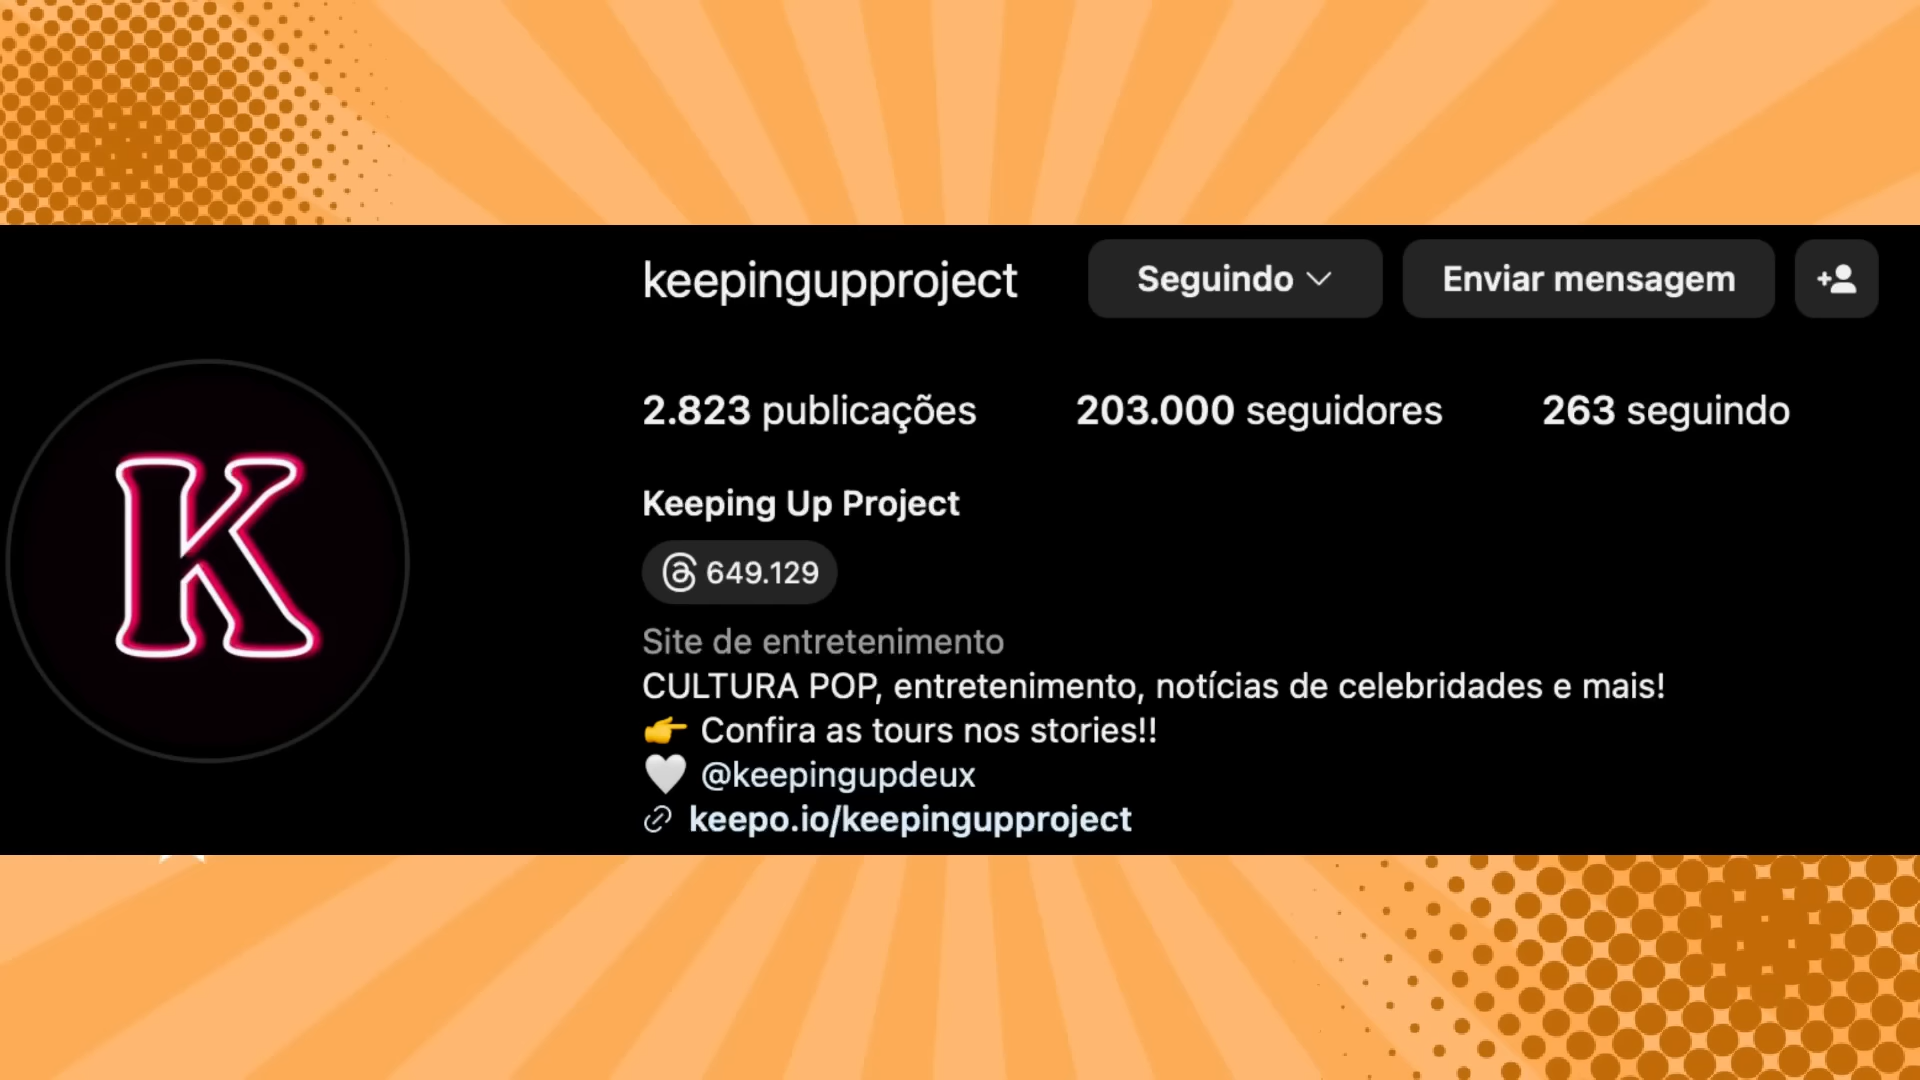 keepingupproject Seguindo Enviar mensagem
2.823 publicações 203.000 seguidores 263 seguindo
K
Keeping Up Project
649.129
Site de entretenimento
CULTURA POP, entretenimento, notícias de celebridades e mais!
👉 Confira as tours nos stories!!
🤍 @keepingupdeux
keepo.io/keepingupproject